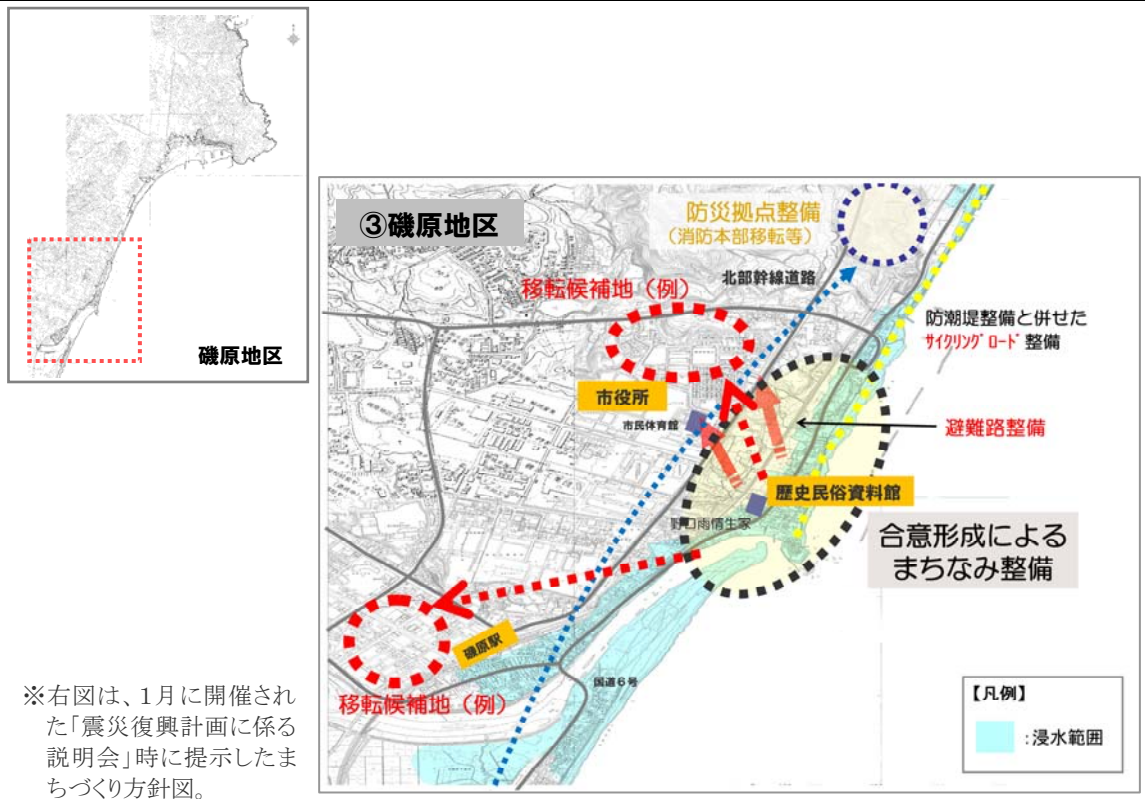 磯原地区
③磯原地区
防災拠点整備
(消防本部移転等)
北部幹線道路
移転候補地(例)
防潮堤整備と併せた
サイクリングロード整備
市役所
市民体育館
避難路整備
歴史民俗資料館
野口雨情生家
合意形成による
まちなみ整備
磯原駅
国道6号
移転候補地(例)
【凡例】
:浸水範囲
※右図は、1月に開催され
た「震災復興計画に係る
説明会」時に提示したま
ちづくり方針図。